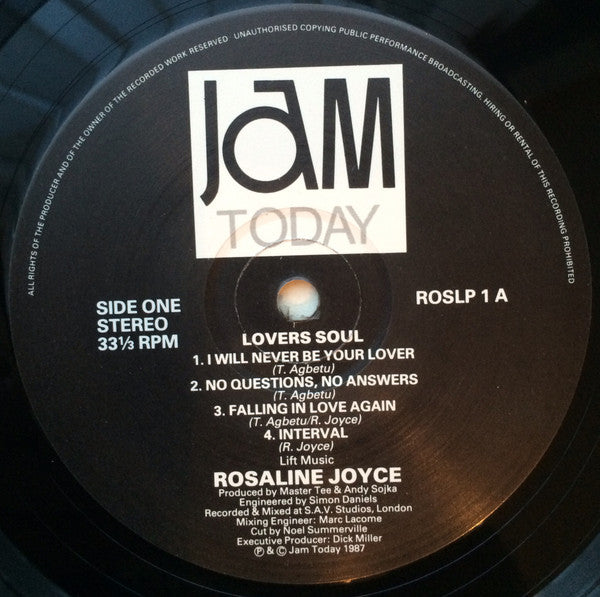 ALL RIGHTS OF THE PRODUCER AND OF THE OWNER OF THE RECORDED WORK RESERVED UNAUTHORISED COPYING PUBLIC PERFORMANCE BROADCASTING, HIRING OR RENTAL OF THIS RECORDING PROHIBITED
JAM
TODAY
SIDE ONE
STEREO
33⅓ RPM
ROSLP 1 A
LOVERS SOUL
1. I WILL NEVER BE YOUR LOVER
(T. Agbetu)
2. NO QUESTIONS, NO ANSWERS
(T. Agbetu)
3. FALLING IN LOVE AGAIN
(T. Agbetu/R. Joyce)
4. INTERVAL
(R. Joyce)
Lift Music
ROSALINE JOYCE
Produced by Master Tee & Andy Sojka
Engineered by Simon Daniels
Recorded & Mixed at S.A.V. Studios, London
Mixing Engineer: Marc Lacome
Cut by Noel Summerville
Executive Producer: Dick Miller
℗ & © Jam Today 1987